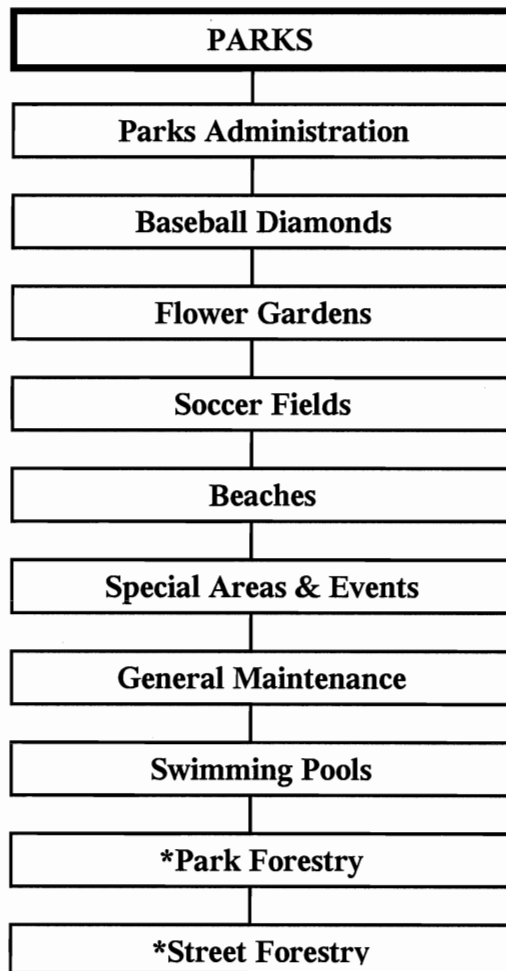 PARKS
Parks Administration
Baseball Diamonds
Flower Gardens
Soccer Fields
Beaches
Special Areas & Events
General Maintenance
Swimming Pools
*Park Forestry
*Street Forestry